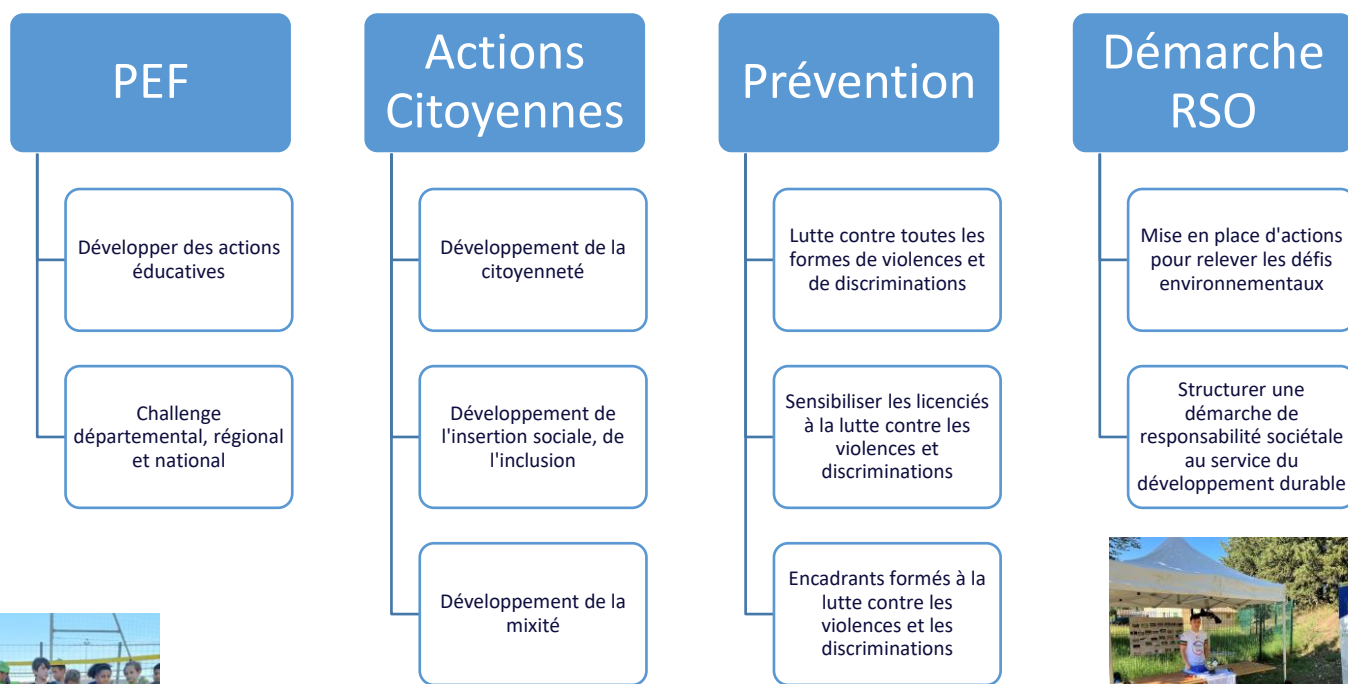 PEF
Développer des actions
éducatives
Challenge
départemental, régional
et national
Actions
Citoyennes
Développement de la
citoyenneté
Développement de
l'insertion sociale, de
l'inclusion
Développement de la
mixité
Prévention
Lutte contre toutes les
formes de violences et
de discriminations
Sensibiliser les licenciés
à la lutte contre les
violences et
discriminations
Encadrants formés à la
lutte contre les
violences et les
discriminations
Démarche
RSO
Mise en place d'actions
pour relever les défis
environnementaux
Structurer une
démarche de
responsabilité sociétale
au service du
développement durable